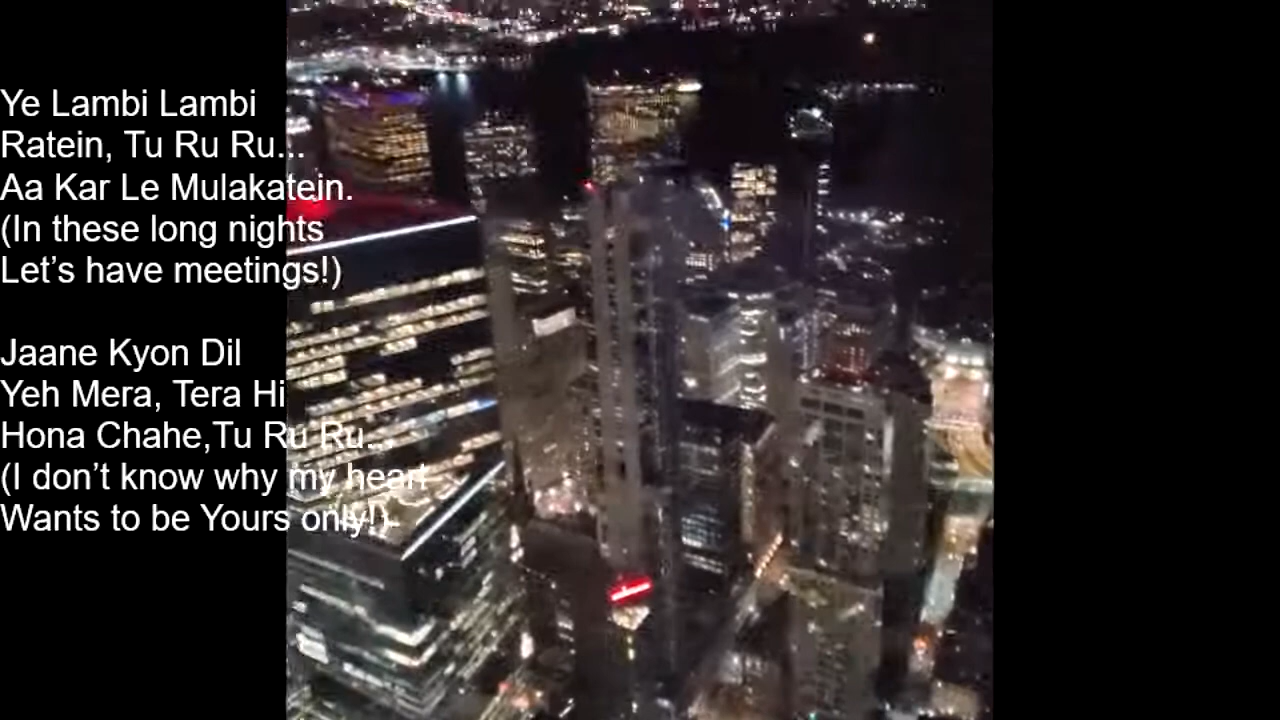 Ye Lambi Lambi
Ratein, Tu Ru Ru...
Aa Kar Le Mulakatein.
(In these long nights
Let’s have meetings!)
Jaane Kyon Dil
Yeh Mera, Tera Hi
Hona Chahe,Tu Ru Ru...
(I don’t know why my heart
Wants to be Yours only!)